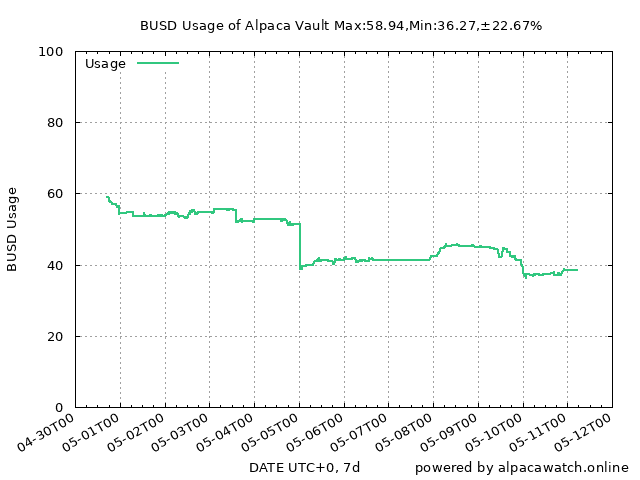 BUSD Usage of Alpaca Vault Max:58.94,Min:36.27,±22.67%
Usage
BUSD Usage
100
80
60
40
20
0
04-30T00
05-01T00
05-02T00
05-03T00
05-04T00
05-05T00
05-06T00
05-07T00
05-08T00
05-09T00
05-10T00
05-11T00
05-12T00
DATE UTC+0, 7d
powered by alpacawatch.online